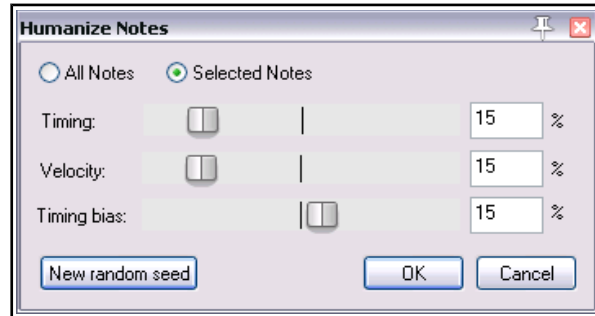 Humanize Notes
All Notes Selected Notes
Timing: 15 %
Velocity: 15 %
Timing bias: 15 %
New random seed OK Cancel